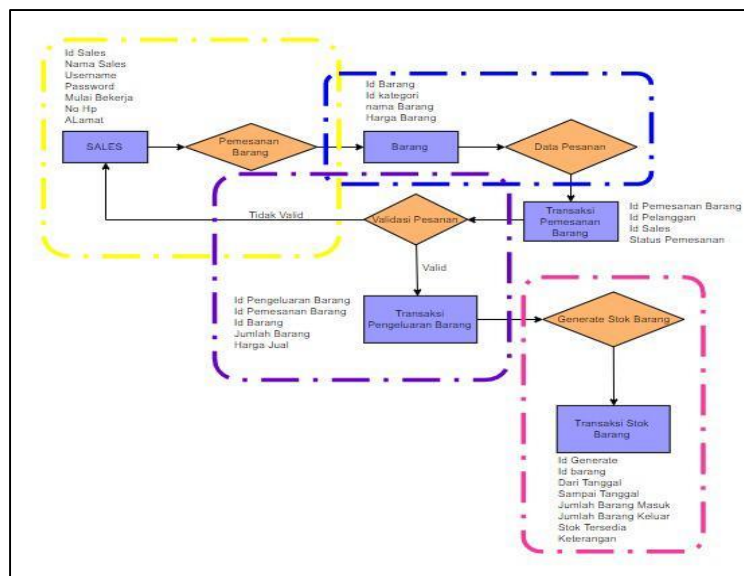 Id Sales
Nama Sales
Username
Password
Mulai Bekerja
No Hp
ALamat
SALES
Pemesanan
Barang
Id Barang
Id kategori
nama Barang
Harga Barang
Barang
Data Pesanan
Transaksi
Pemesanan
Barang
Id Pemesanan Barang
Id Pelanggan
Id Sales
Status Pemesanan
Validasi Pesanan
Tidak Valid
Valid
Id Pengeluaran Barang
Id Pemesanan Barang
Id Barang
Jumlah Barang
Harga Jual
Transaksi
Pengeluaran Barang
Generate Stok Barang
Transaksi Stok
Barang
Id Generate
Id barang
Dari Tanggal
Sampai Tanggal
Jumlah Barang Masuk
Jumlah Barang Keluar
Stok Tersedia
Keterangan